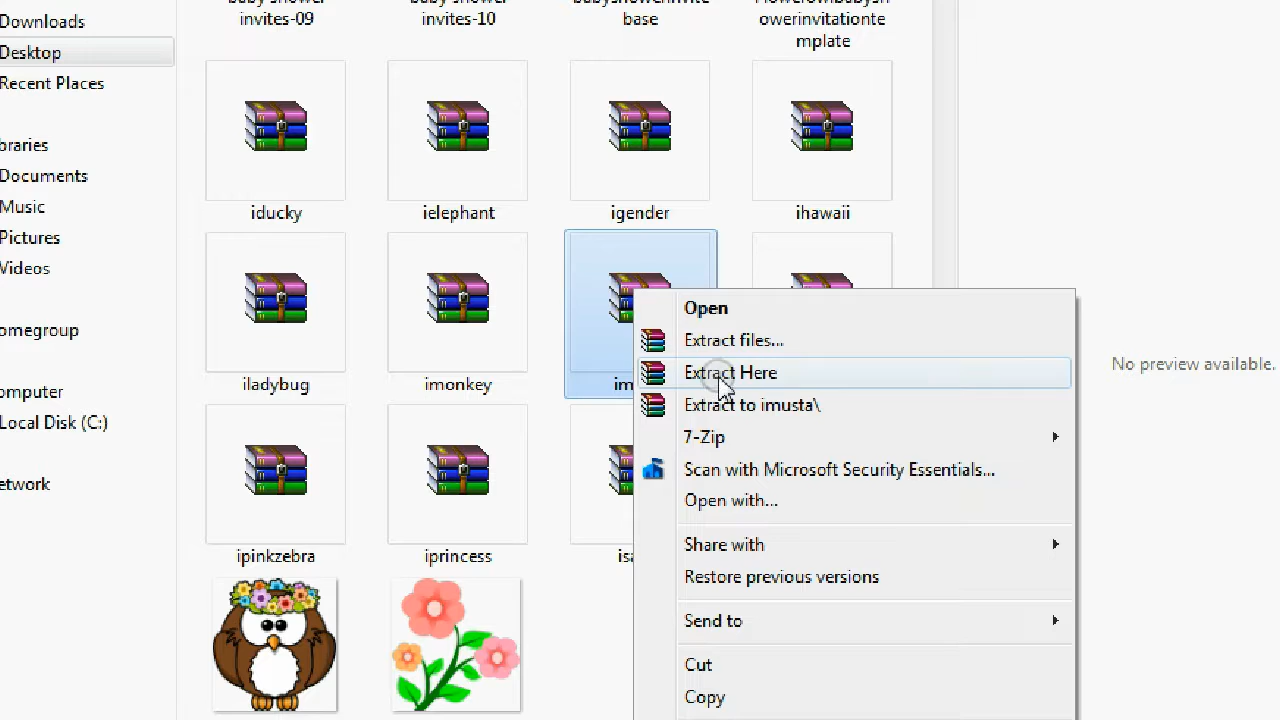 Downloads
Desktop
Recent Places
braries
Documents
Music
Pictures
Videos
omegroup
omputer
Local Disk (C:)
etwork
invites-09
invites-10
base
owerinvitationte
mplate
iducky
ielephant
igender
ihawaii
iladybug
imonkey
im
ipinkzebra
iprincess
isa
Open
Extract files...
Extract Here
Extract to imusta\
7-Zip
Scan with Microsoft Security Essentials...
Open with...
Share with
Restore previous versions
Send to
Cut
Copy
No preview available.